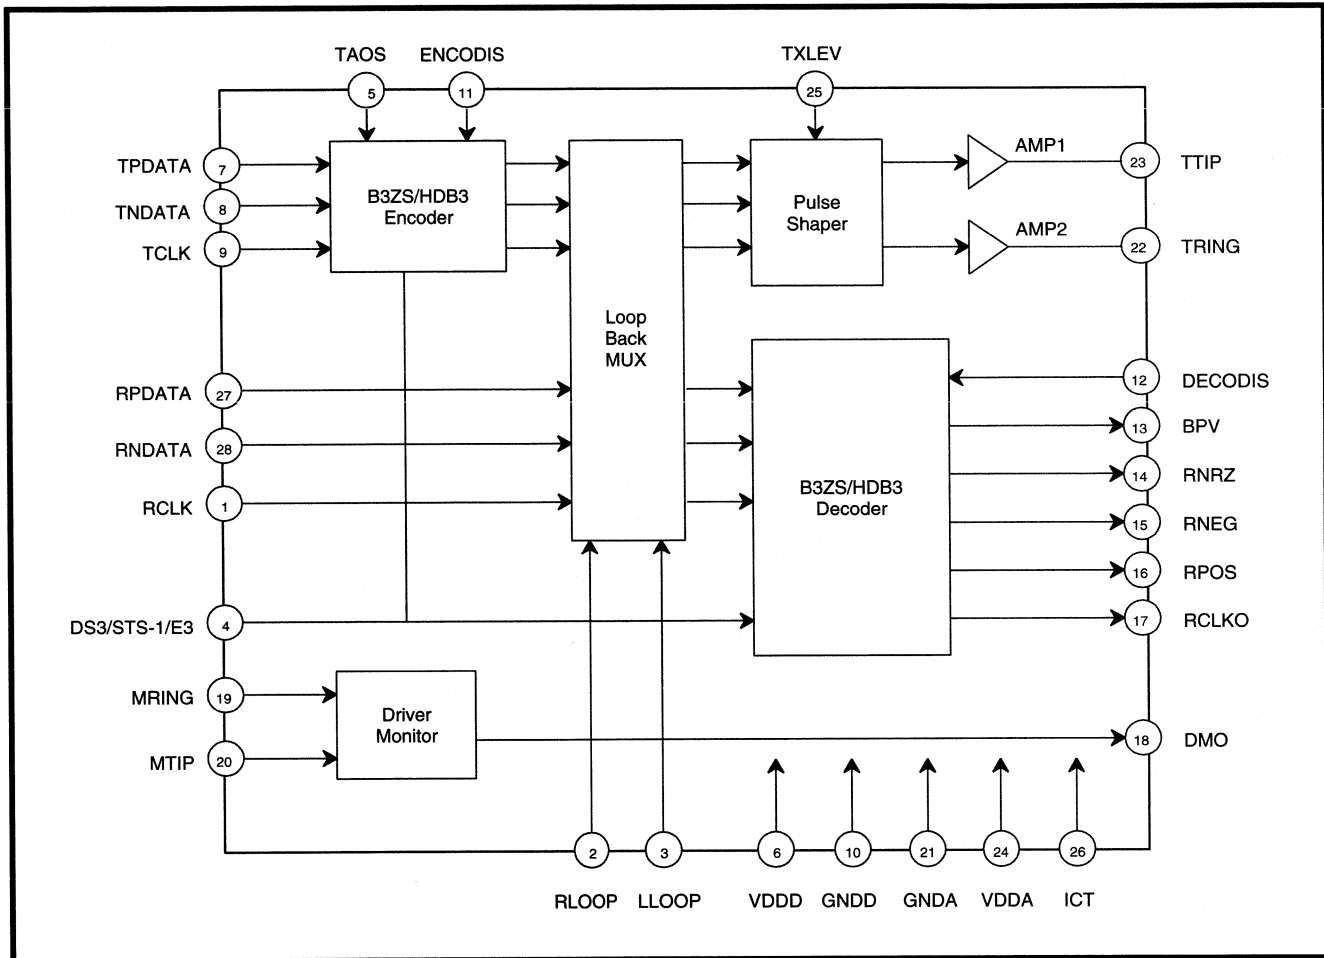 TAOS ENCODIS TXLEV
5 11 25
TPDATA 7
TNDATA 8
TCLK 9
B3ZS/HDB3
Encoder
Loop
Back
MUX
Pulse
Shaper
AMP1
AMP2
23 TTIP
22 TRING
RPDATA 27
RNDATA 28
RCLK 1
DS3/STS-1/E3 4
B3ZS/HDB3
Decoder
12 DECODIS
13 BPV
14 RNRZ
15 RNEG
16 RPOS
17 RCLKO
MRING 19
MTIP 20
Driver
Monitor
18 DMO
2 3 6 10 21 24 26
RLOOP LLOOP VDDD GNDD GNDA VDDA ICT